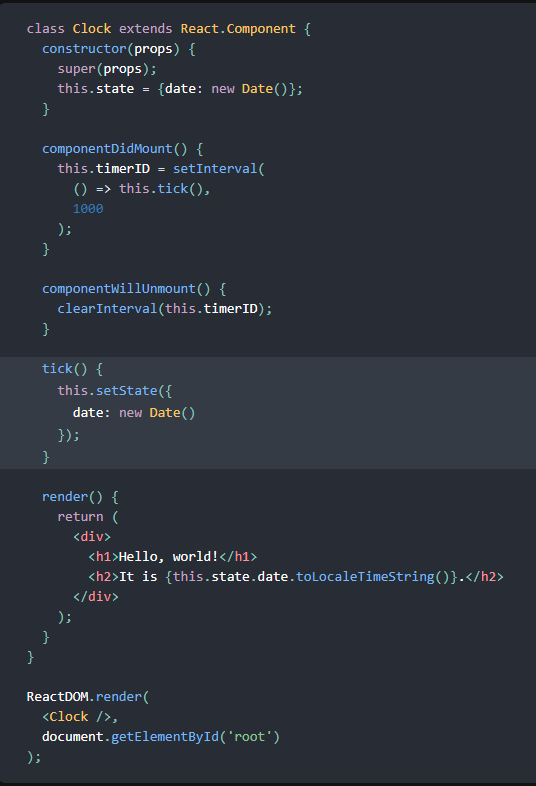 class Clock extends React.Component {
  constructor(props) {
    super(props);
    this.state = {date: new Date()};
  }

  componentDidMount() {
    this.timerID = setInterval(
      () => this.tick(),
      1000
    );
  }

  componentWillUnmount() {
    clearInterval(this.timerID);
  }

  tick() {
    this.setState({
      date: new Date()
    });
  }

  render() {
    return (
      <div>
        <h1>Hello, world!</h1>
        <h2>It is {this.state.date.toLocaleTimeString()}.</h2>
      </div>
    );
  }
}

ReactDOM.render(
  <Clock />,
  document.getElementById('root')
);